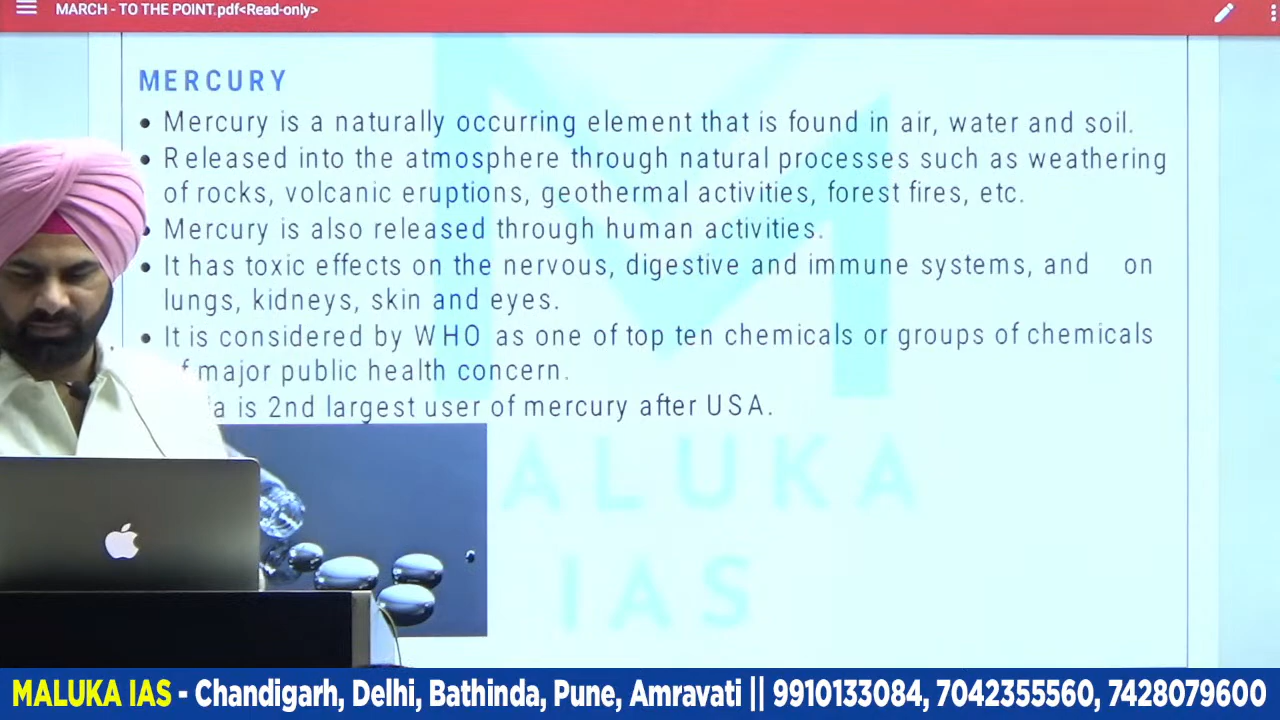 MARCH - TO THE POINT.pdf<Read-only>
MERCURY
• Mercury is a naturally occurring element that is found in air, water and soil.
• Released into the atmosphere through natural processes such as weathering
of rocks, volcanic eruptions, geothermal activities, forest fires, etc.
• Mercury is also released through human activities.
• It has toxic effects on the nervous, digestive and immune systems, and on
lungs, kidneys, skin and eyes.
• It is considered by WHO as one of top ten chemicals or groups of chemicals
major public health concern.
is 2nd largest user of mercury after USA.
ALUKA
IAS
MALUKA IAS - Chandigarh, Delhi, Bathinda, Pune, Amravati || 9910133084, 7042355560, 7428079600